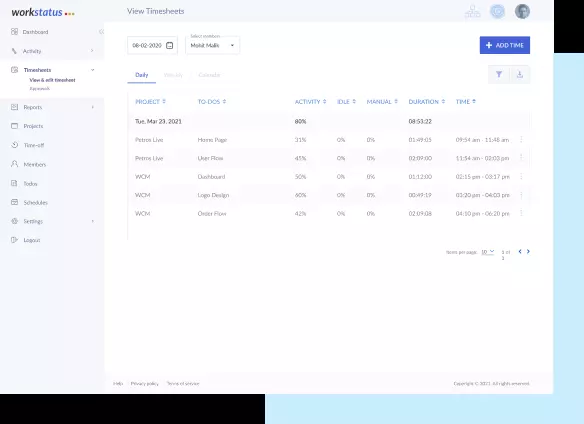 workstatus
View Timesheets
Dashboard
Activity
Timesheets
View & edit timesheet
Approvals
Reports
Projects
Time-off
Members
Todos
Schedules
Settings
Logout
08-02-2020
Select members
Mohit Malik
ADD TIME
Daily
Weekly
Calendar
PROJECT TO-DOS ACTIVITY IDLE MANUAL DURATION TIME
Tue, Mar 23, 2021 60% 08:53:22
Petros Live Home Page 51% 0% 0% 01:49:05 09:54 am - 11:48 am
Petros Live User Flow 45% 0% 0% 02:09:00 11:54 am - 02:03 pm
WCM Dashboard 50% 0% 0% 01:12:00 02:15 pm - 03:17 pm
WCM Logo Design 60% 0% 0% 00:49:19 03:20 pm - 04:03 pm
WCM Order Flow 42% 0% 0% 02:09:08 04:10 pm - 06:20 pm
Items per page: 10 1 of
1
Help Privacy policy Terms of service
Copyright © 2021. All rights reserved.